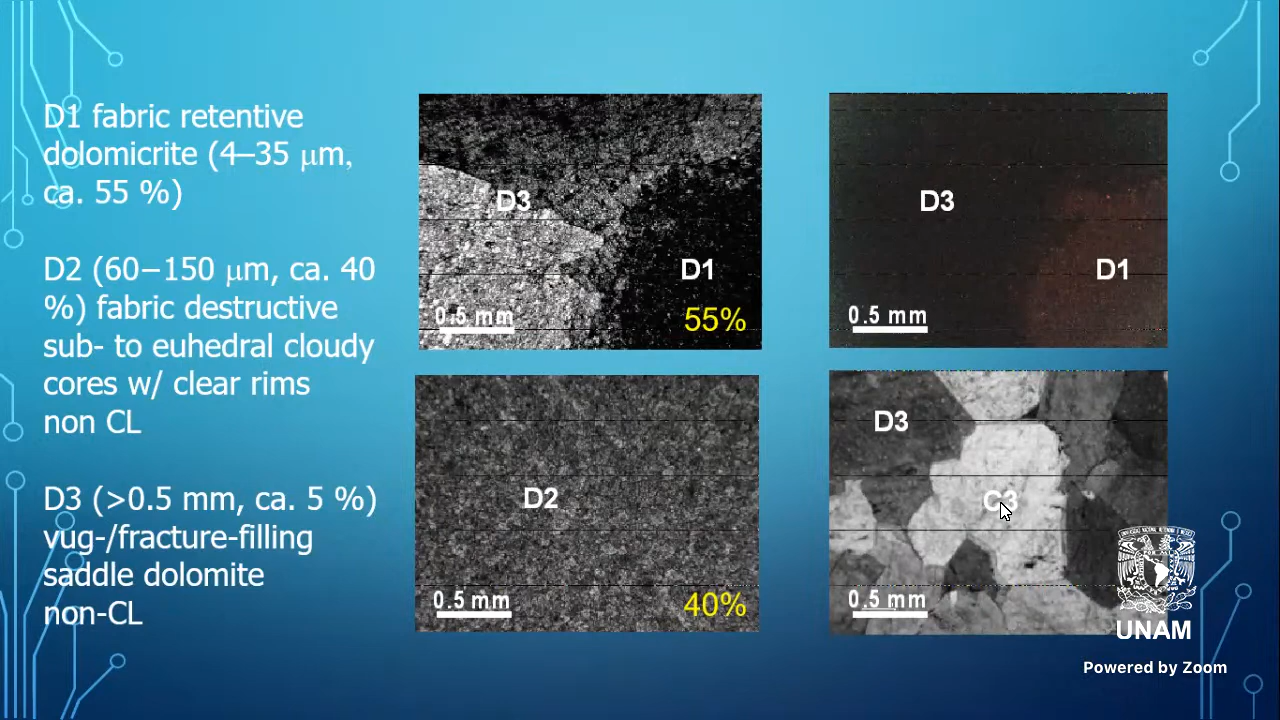 D1 fabric retentive
dolomicrite (4–35 μm,
ca. 55 %)
D2 (60–150 μm, ca. 40
%) fabric destructive
sub- to euhedral cloudy
cores w/ clear rims
non CL
D3 (>0.5 mm, ca. 5 %)
vug-/fracture-filling
saddle dolomite
non-CL
D3
D1
0.5 mm
55%
D3
D1
0.5 mm
D2
0.5 mm
40%
D3
C3
0.5 mm
UNAM
Powered by Zoom